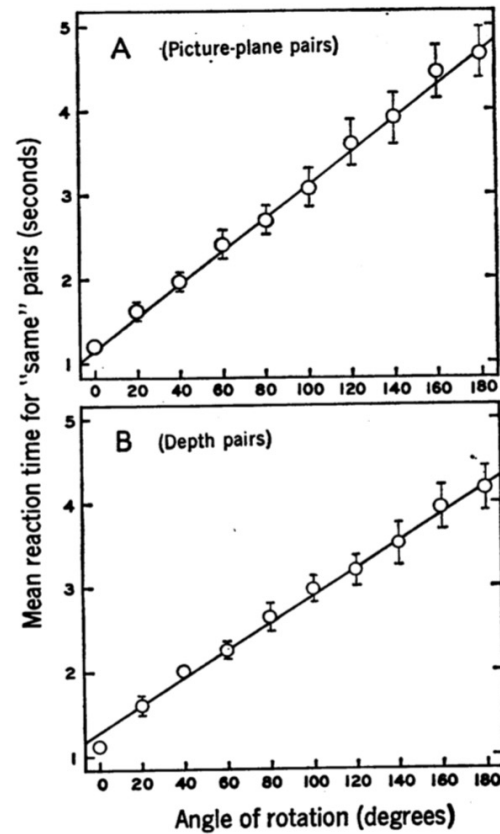 Mean reaction time for "same" pairs (seconds)
A (Picture-plane pairs)
5
4
3
2
1
0 20 40 60 80 100 120 140 160 180
B (Depth pairs)
5
4
3
2
1
0 20 40 60 80 100 120 140 160 180
Angle of rotation (degrees)